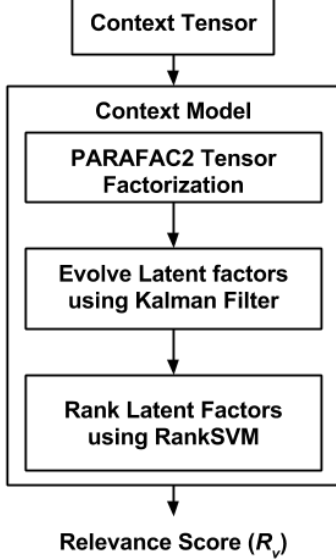 Context Tensor
Context Model
PARAFAC2 Tensor
Factorization
Evolve Latent factors
using Kalman Filter
Rank Latent Factors
using RankSVM
Relevance Score (Rv)